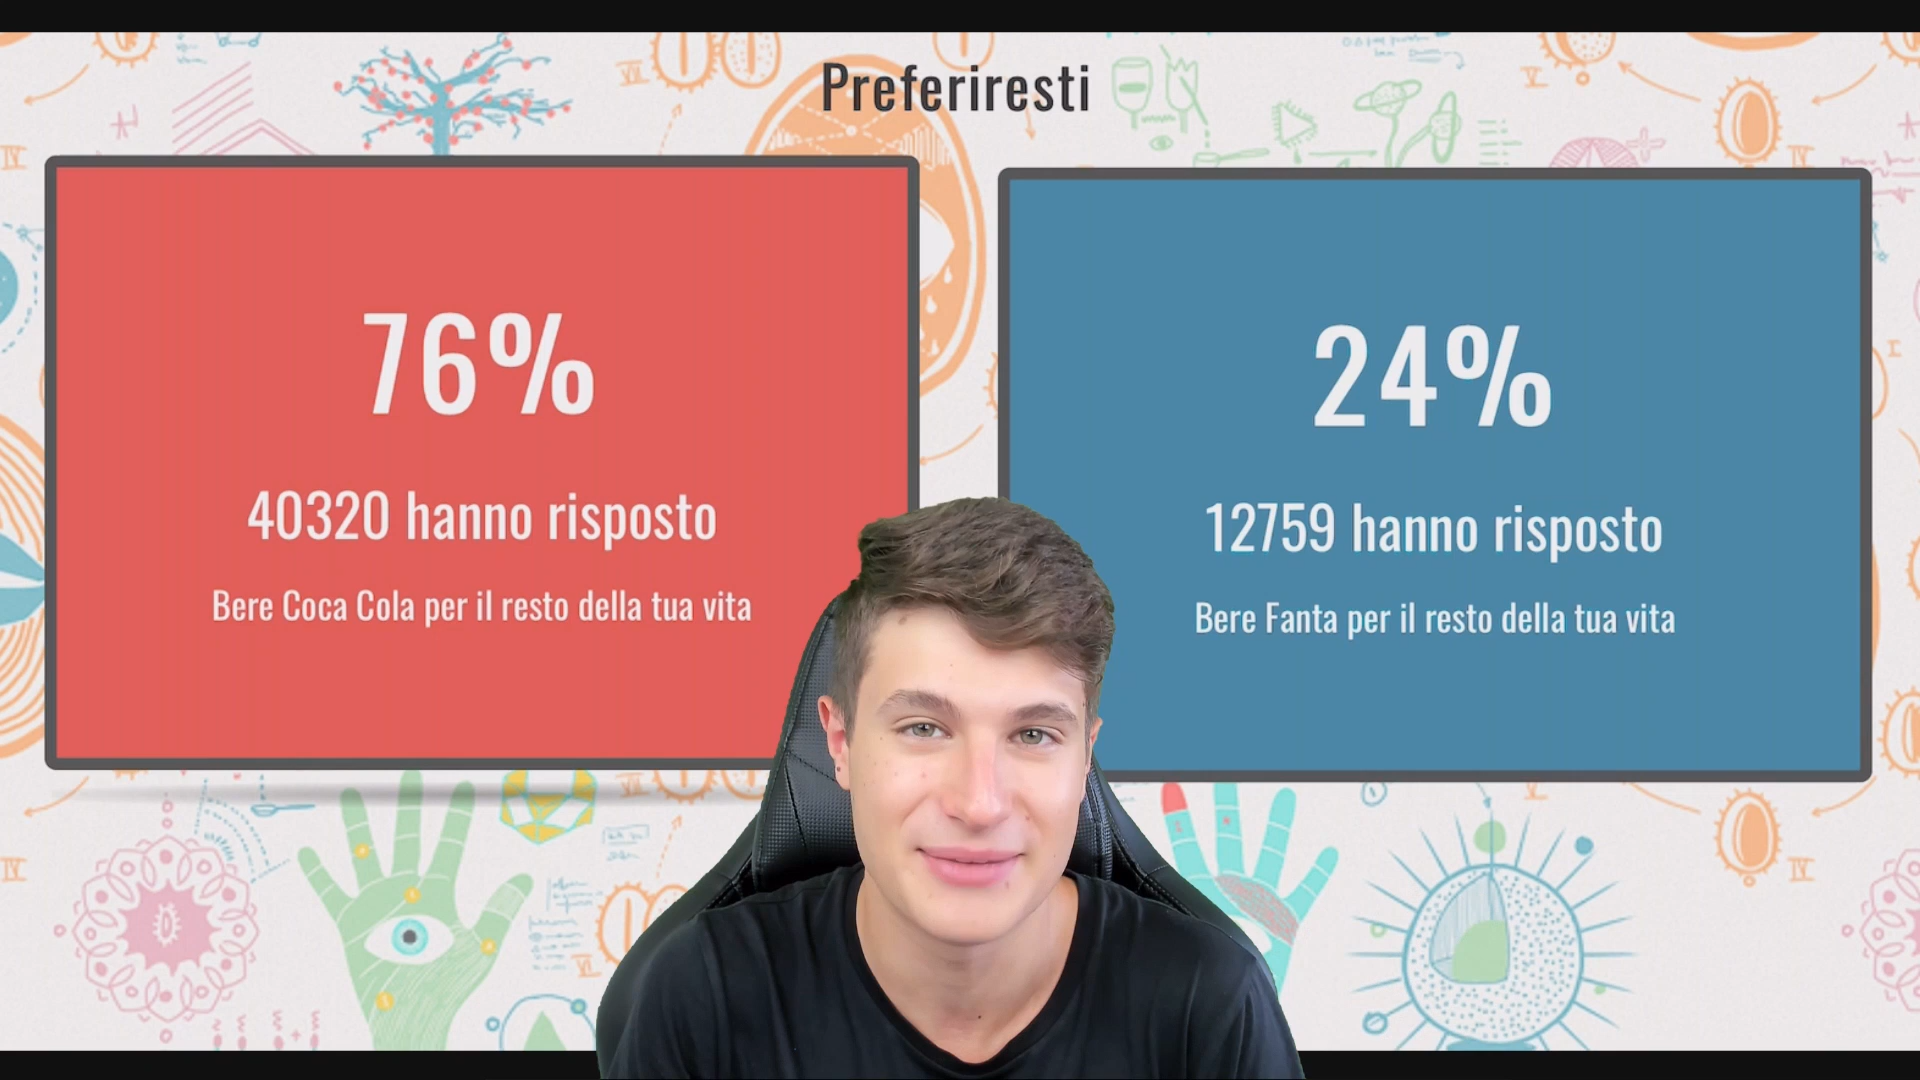 Preferiresti
76%
40320 hanno risposto
Bere Coca Cola per il resto della tua vita
24%
12759 hanno risposto
Bere Fanta per il resto della tua vita